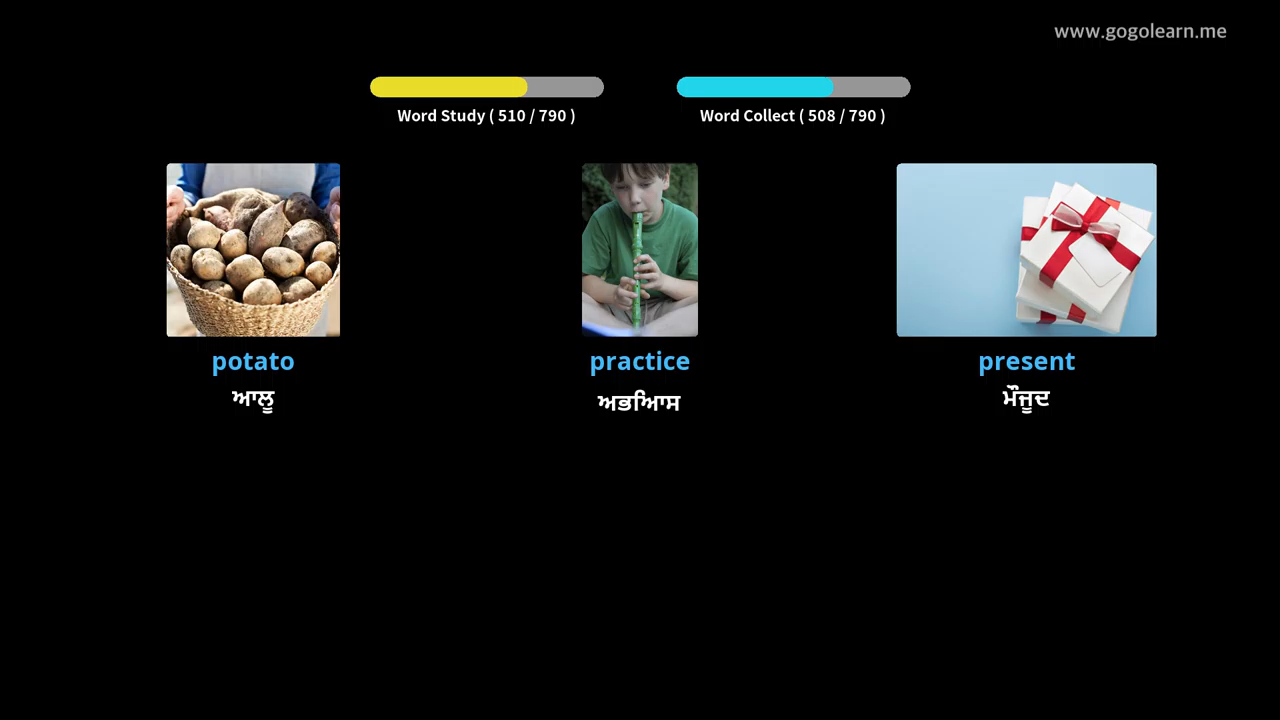 www.gogolearn.me
Word Study ( 510 / 790 )
Word Collect ( 508 / 790 )
potato
practice
present
ਆਲੂ
ਅਭਿਆਸ
ਮੌਜੂਦ